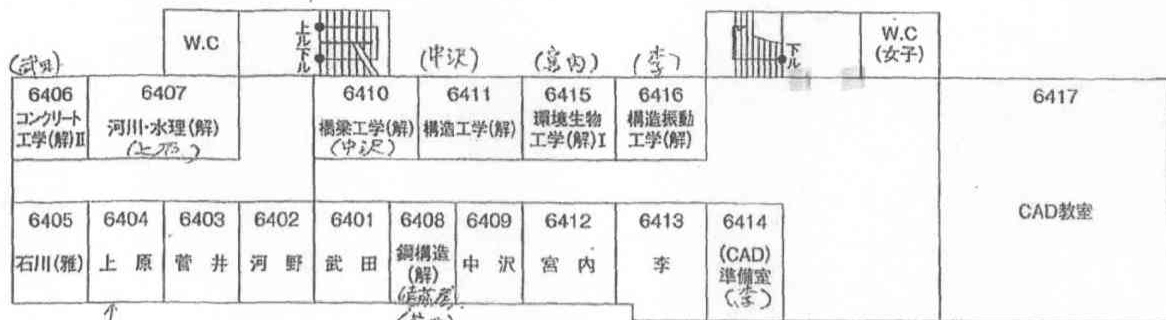 W.C
上ル
下ル
下ル
W.C
(女子)
(武田)
(中沢)
(宮内)
(李)
6406
コンクリート
工学(解)Ⅱ
6407
河川・水理(解)
6410
橋梁工学(解)
(中沢)
6411
構造工学(解)
6415
環境生物
工学(解)Ⅰ
6416
構造振動
工学(解)
6417
CAD教室
6405
石川(雅)
6404
上原
6403
菅井
6402
河野
6401
武田
6408
鋼構造
(解)
6409
中沢
6412
宮内
6413
李
6414
(CAD)
準備室
(李)
↑